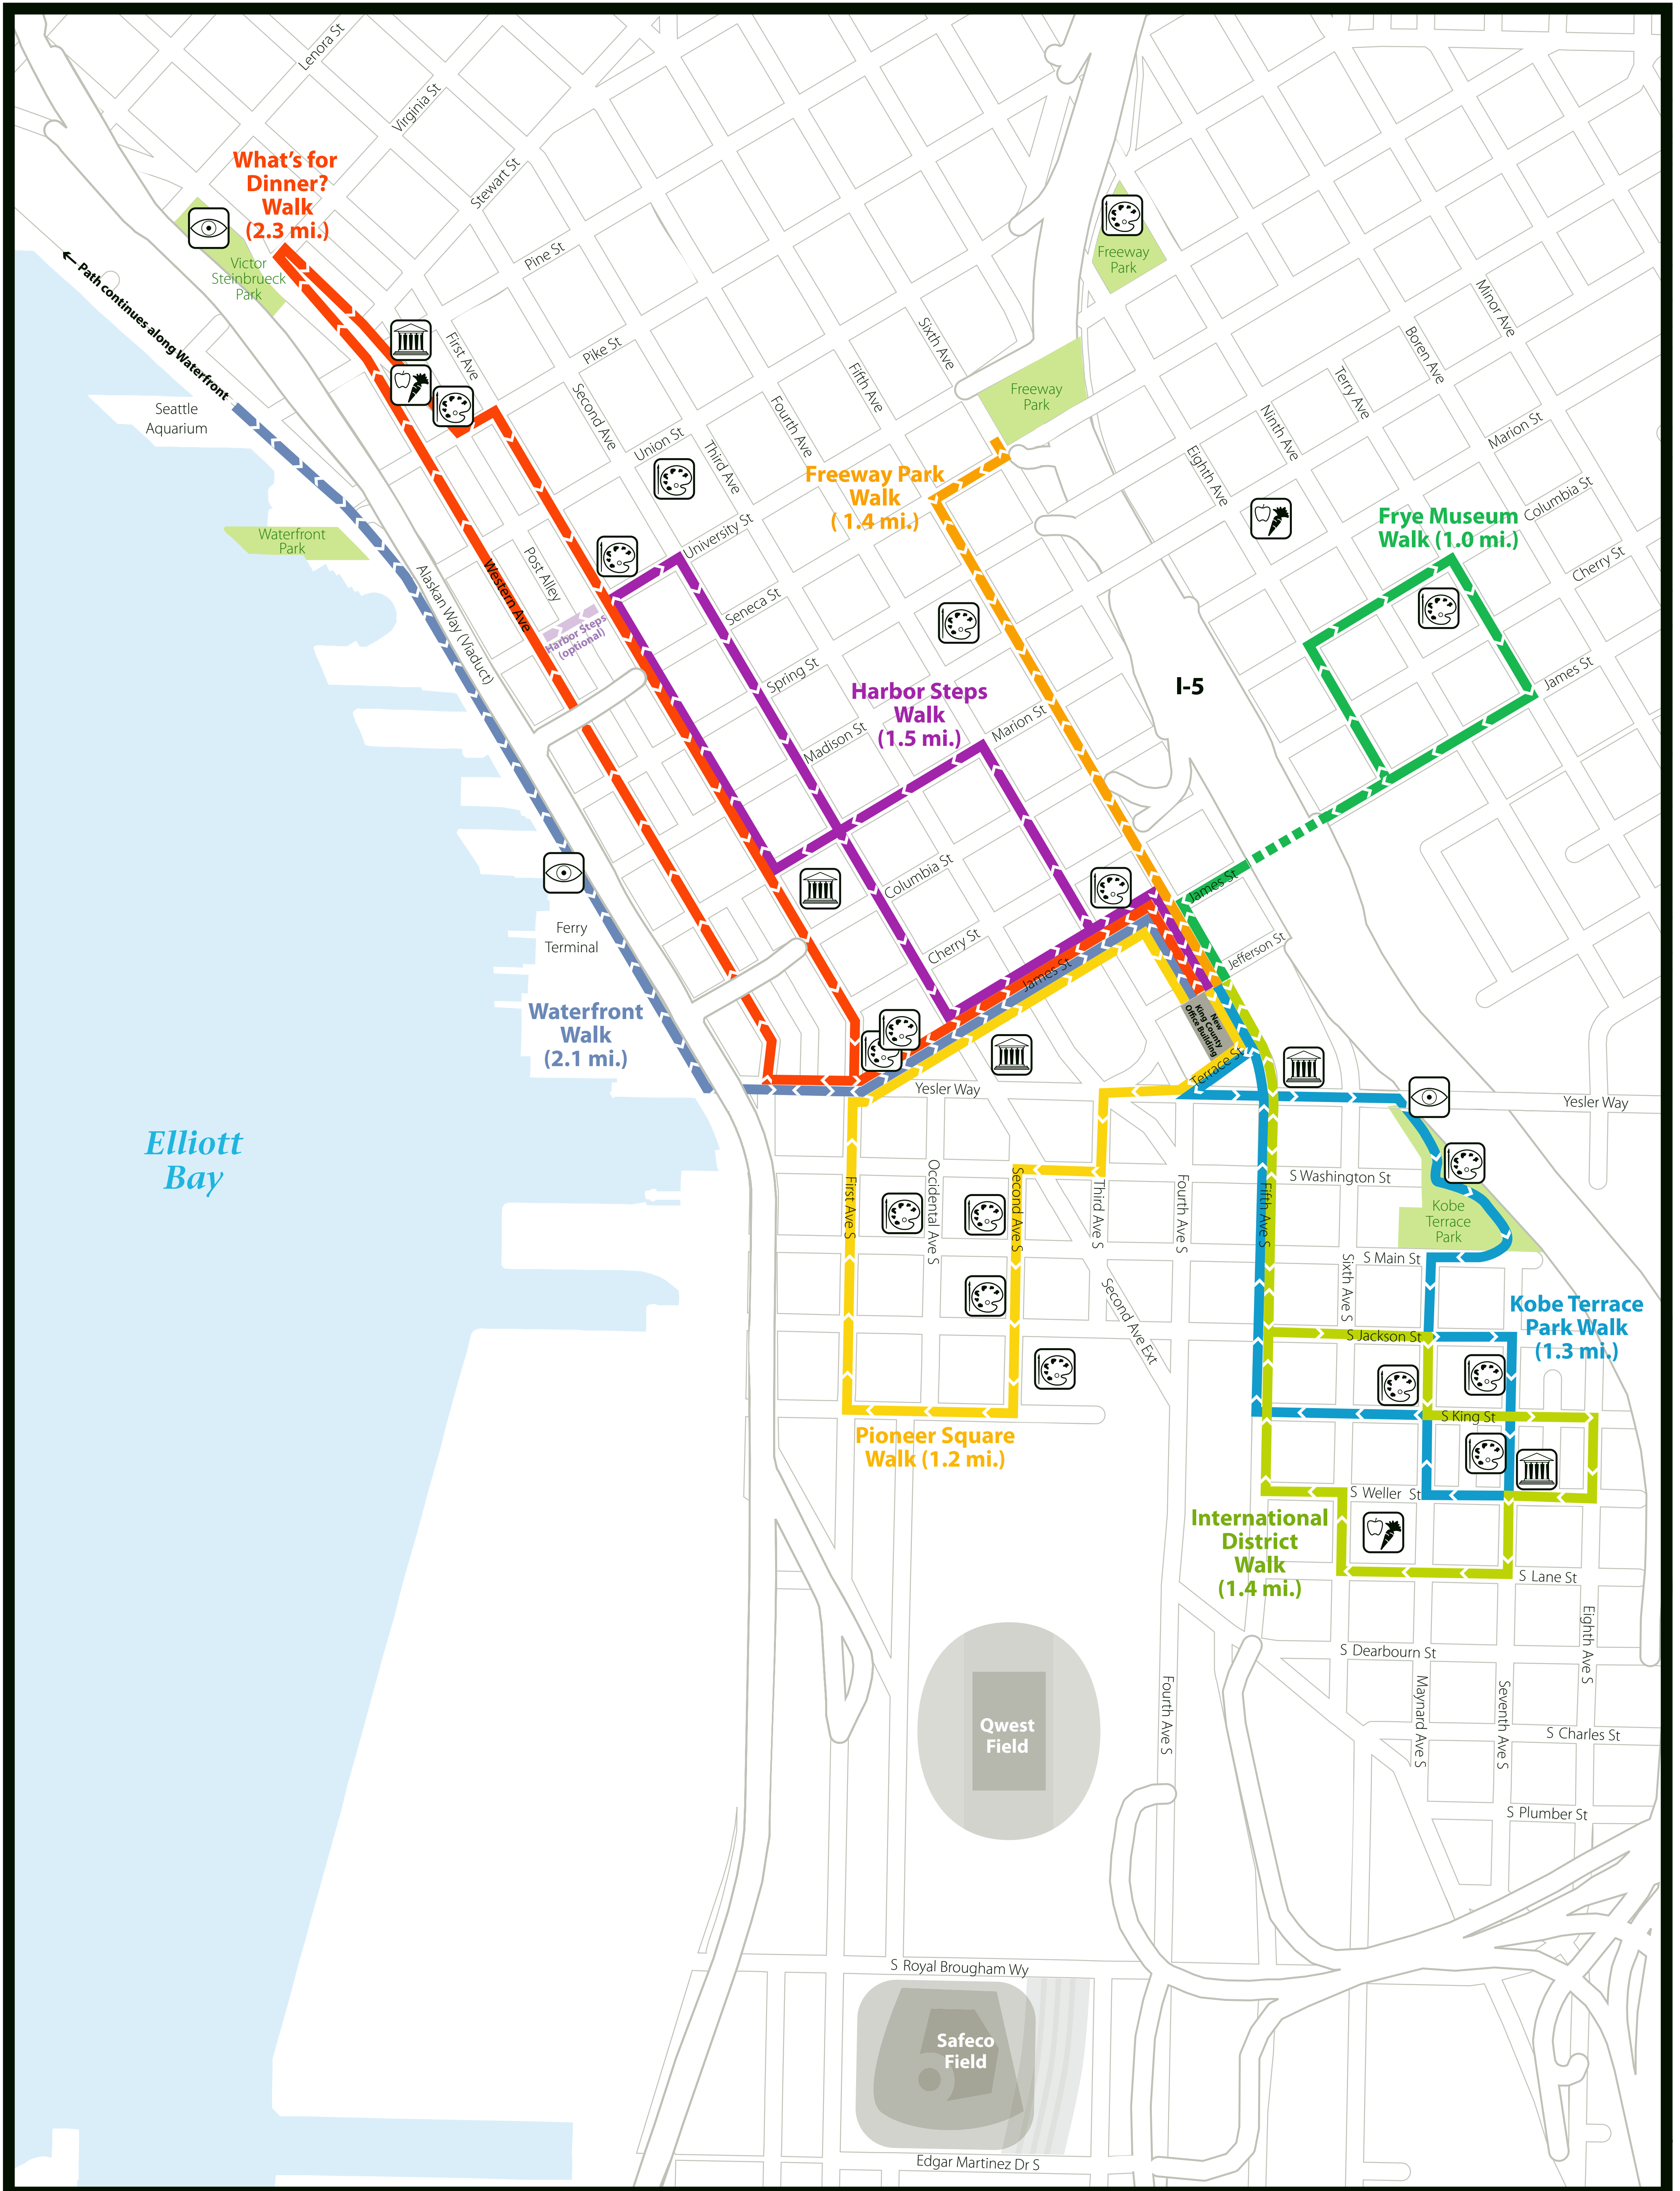 Lenora St
Virginia St
Stewart St
Pine St
Pike St
Union St
University St
Seneca St
Spring St
Madison St
Marion St
Columbia St
Cherry St
James St
What's for
Dinner?
Walk
(2.3 mi.)
Victor
Steinbrueck
Park
Path continues along Waterfront
Seattle
Aquarium
Waterfront
Park
First Ave
Second Ave
Third Ave
Fourth Ave
Fifth Ave
Sixth Ave
Freeway
Park
Freeway
Park
Freeway Park
Walk
( 1.4 mi.)
Minor Ave
Boren Ave
Terry Ave
Ninth Ave
Eighth Ave
Marion St
Columbia St
Cherry St
James St
Frye Museum
Walk (1.0 mi.)
Alaskan Way (Viaduct)
Western Ave
Post Alley
Harbor Steps
(optional)
Harbor Steps
Walk
(1.5 mi.)
I-5
James St
Jefferson St
New
King County
Office Building
Terrace St
Ferry
Terminal
Waterfront
Walk
(2.1 mi.)
Yesler Way
Yesler Way
Elliott
Bay
First Ave S
Occidental Ave S
Second Ave S
Third Ave S
Fourth Ave S
Fifth Ave S
Sixth Ave S
Second Ave Ext
S Washington St
Kobe
Terrace
Park
S Main St
Kobe Terrace
Park Walk
(1.3 mi.)
S Jackson St
S King St
Pioneer Square
Walk (1.2 mi.)
S Weller St
International
District
Walk
(1.4 mi.)
S Lane St
S Dearbourn St
Eighth Ave S
Maynard Ave S
Seventh Ave S
Fourth Ave S
S Charles St
S Plumber St
Qwest
Field
S Royal Brougham Wy
Safeco
Field
Edgar Martinez Dr S